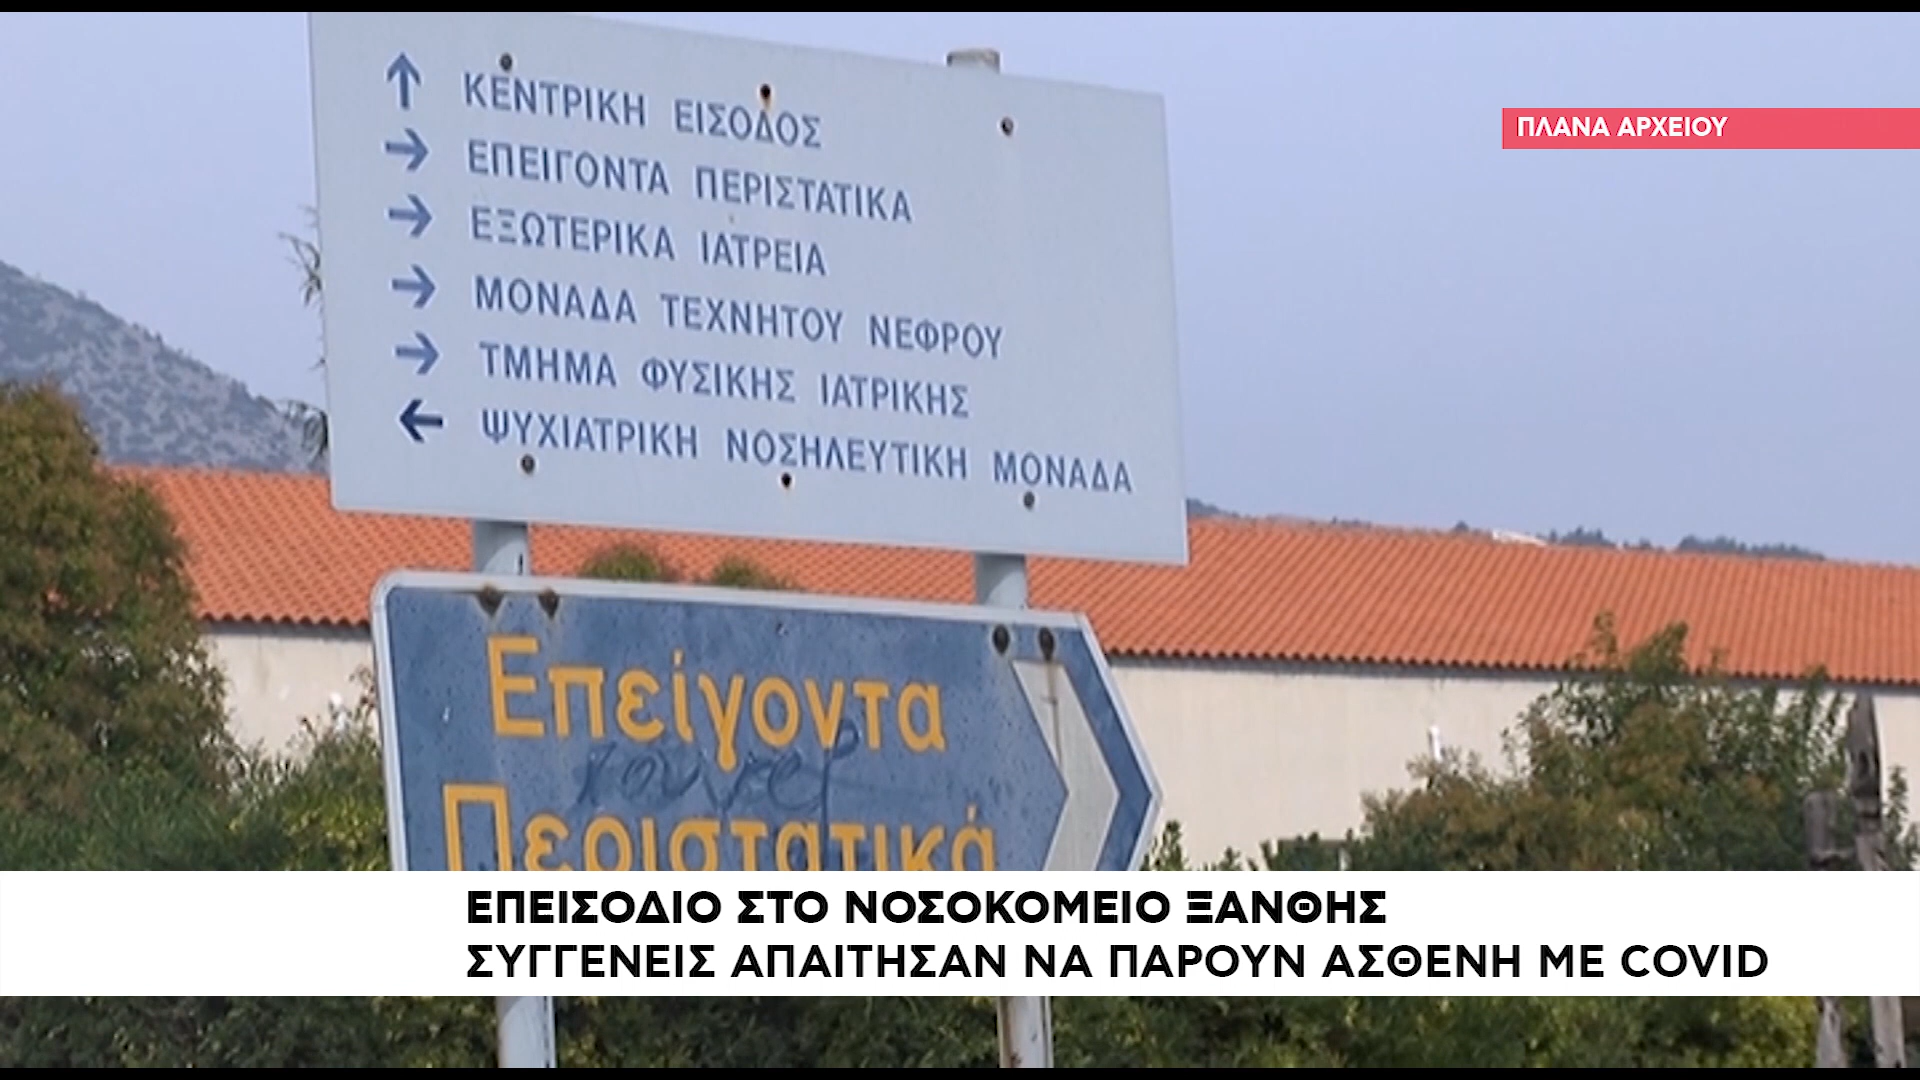 ΚΕΝΤΡΙΚΗ ΕΙΣΟΔΟΣ
ΠΛΑΝΑ ΑΡΧΕΙΟΥ
ΕΠΕΙΓΟΝΤΑ ΠΕΡΙΣΤΑΤΙΚΑ
ΕΞΩΤΕΡΙΚΑ ΙΑΤΡΕΙΑ
ΜΟΝΑΔΑ ΤΕΧΝΗΤΟΥ ΝΕΦΡΟΥ
ΤΜΗΜΑ ΦΥΣΙΚΗΣ ΙΑΤΡΙΚΗΣ
ΨΥΧΙΑΤΡΙΚΗ ΝΟΣΗΛΕΥΤΙΚΗ ΜΟΝΑΔΑ
Επείγοντα
Περιστατικά
ΕΠΕΙΣΟΔΙΟ ΣΤΟ ΝΟΣΟΚΟΜΕΙΟ ΞΑΝΘΗΣ
ΣΥΓΓΕΝΕΙΣ ΑΠΑΙΤΗΣΑΝ ΝΑ ΠΑΡΟΥΝ ΑΣΘΕΝΗ ΜΕ COVID